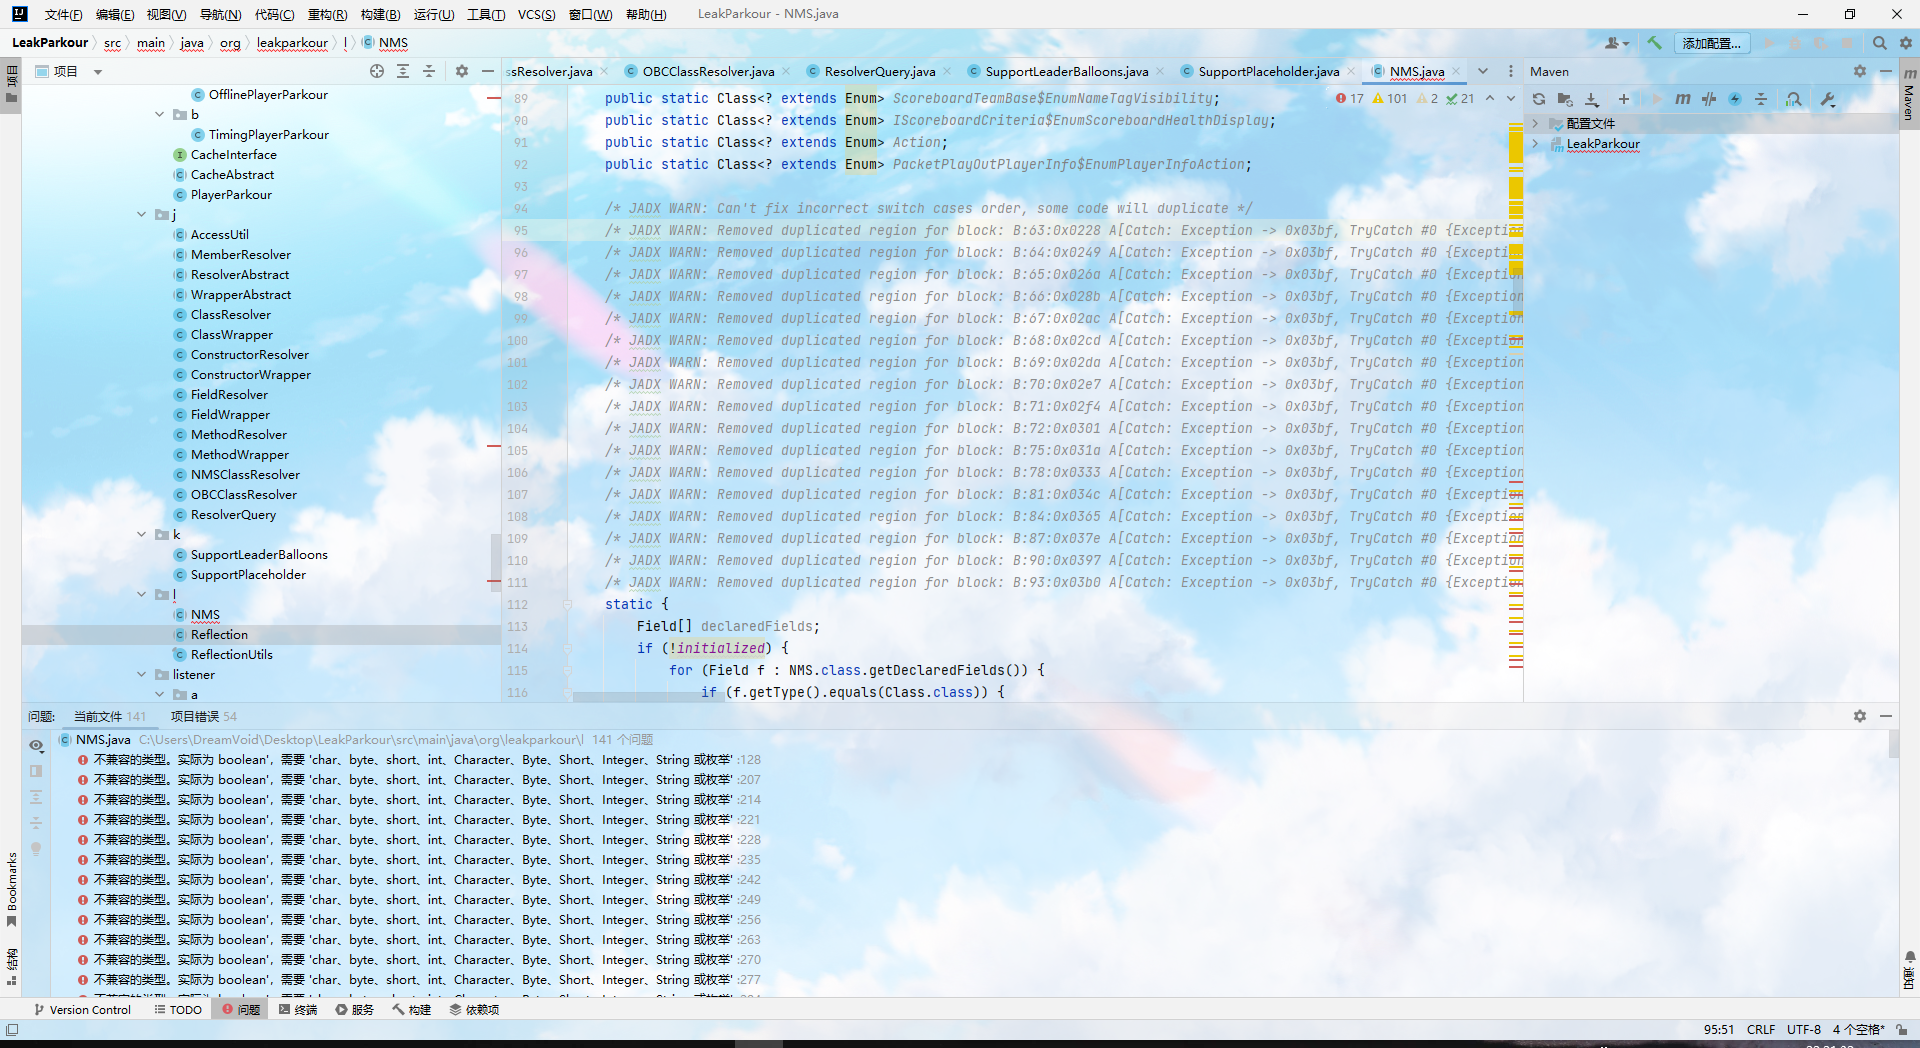 文件(F) 编辑(E) 视图(V) 导航(N) 代码(C) 重构(R) 构建(B) 运行(U) 工具(T) VCS(S) 窗口(W) 帮助(H) LeakParkour - NMS.java
LeakParkour src main java org leakparkour l NMS 添加配置...
项目
OfflinePlayerParkour
b
TimingPlayerParkour
CacheInterface
CacheAbstract
PlayerParkour
j
AccessUtil
MemberResolver
ResolverAbstract
WrapperAbstract
ClassResolver
ClassWrapper
ConstructorResolver
ConstructorWrapper
FieldResolver
FieldWrapper
MethodResolver
MethodWrapper
NMSClassResolver
OBCClassResolver
ResolverQuery
k
SupportLeaderBalloons
SupportPlaceholder
l
NMS
Reflection
ReflectionUtils
listener
a
ssResolver.java OBCClassResolver.java ResolverQuery.java SupportLeaderBalloons.java SupportPlaceholder.java NMS.java
17 101 2 21
89 public static Class<? extends Enum> ScoreboardTeamBase$EnumNameTagVisibility;
90 public static Class<? extends Enum> IScoreboardCriteria$EnumScoreboardHealthDisplay;
91 public static Class<? extends Enum> Action;
92 public static Class<? extends Enum> PacketPlayOutPlayerInfo$EnumPlayerInfoAction;
93
94 /* JADX WARN: Can't fix incorrect switch cases order, some code will duplicate */
95 /* JADX WARN: Removed duplicated region for block: B:63:0x0228 A[Catch: Exception -> 0x03bf, TryCatch #0 {Exception
96 /* JADX WARN: Removed duplicated region for block: B:64:0x0249 A[Catch: Exception -> 0x03bf, TryCatch #0 {Exception
97 /* JADX WARN: Removed duplicated region for block: B:65:0x026a A[Catch: Exception -> 0x03bf, TryCatch #0 {Exception
98 /* JADX WARN: Removed duplicated region for block: B:66:0x028b A[Catch: Exception -> 0x03bf, TryCatch #0 {Exception
99 /* JADX WARN: Removed duplicated region for block: B:67:0x02ac A[Catch: Exception -> 0x03bf, TryCatch #0 {Exception
100 /* JADX WARN: Removed duplicated region for block: B:68:0x02cd A[Catch: Exception -> 0x03bf, TryCatch #0 {Exception
101 /* JADX WARN: Removed duplicated region for block: B:69:0x02da A[Catch: Exception -> 0x03bf, TryCatch #0 {Exception
102 /* JADX WARN: Removed duplicated region for block: B:70:0x02e7 A[Catch: Exception -> 0x03bf, TryCatch #0 {Exception
103 /* JADX WARN: Removed duplicated region for block: B:71:0x02f4 A[Catch: Exception -> 0x03bf, TryCatch #0 {Exception
104 /* JADX WARN: Removed duplicated region for block: B:72:0x0301 A[Catch: Exception -> 0x03bf, TryCatch #0 {Exception
105 /* JADX WARN: Removed duplicated region for block: B:75:0x031a A[Catch: Exception -> 0x03bf, TryCatch #0 {Exception
106 /* JADX WARN: Removed duplicated region for block: B:78:0x0333 A[Catch: Exception -> 0x03bf, TryCatch #0 {Exception
107 /* JADX WARN: Removed duplicated region for block: B:81:0x034c A[Catch: Exception -> 0x03bf, TryCatch #0 {Exception
108 /* JADX WARN: Removed duplicated region for block: B:84:0x0365 A[Catch: Exception -> 0x03bf, TryCatch #0 {Exception
109 /* JADX WARN: Removed duplicated region for block: B:87:0x037e A[Catch: Exception -> 0x03bf, TryCatch #0 {Exception
110 /* JADX WARN: Removed duplicated region for block: B:90:0x0397 A[Catch: Exception -> 0x03bf, TryCatch #0 {Exception
111 /* JADX WARN: Removed duplicated region for block: B:93:0x03b0 A[Catch: Exception -> 0x03bf, TryCatch #0 {Exception
112 static {
113 Field[] declaredFields;
114 if (!initialized) {
115 for (Field f : NMS.class.getDeclaredFields()) {
116 if (f.getType().equals(Class.class)) {
Maven
配置文件
LeakParkour
Maven
通知
项目
Bookmarks
结构
问题: 当前文件 141 项目错误 54
NMS.java C:\Users\DreamVoid\Desktop\LeakParkour\src\main\java\org\leakparkour\l 141 个问题
不兼容的类型。实际为 boolean'，需要 'char、byte、short、int、Character、Byte、Short、Integer、String 或枚举' :128
不兼容的类型。实际为 boolean'，需要 'char、byte、short、int、Character、Byte、Short、Integer、String 或枚举' :207
不兼容的类型。实际为 boolean'，需要 'char、byte、short、int、Character、Byte、Short、Integer、String 或枚举' :214
不兼容的类型。实际为 boolean'，需要 'char、byte、short、int、Character、Byte、Short、Integer、String 或枚举' :221
不兼容的类型。实际为 boolean'，需要 'char、byte、short、int、Character、Byte、Short、Integer、String 或枚举' :228
不兼容的类型。实际为 boolean'，需要 'char、byte、short、int、Character、Byte、Short、Integer、String 或枚举' :235
不兼容的类型。实际为 boolean'，需要 'char、byte、short、int、Character、Byte、Short、Integer、String 或枚举' :242
不兼容的类型。实际为 boolean'，需要 'char、byte、short、int、Character、Byte、Short、Integer、String 或枚举' :249
不兼容的类型。实际为 boolean'，需要 'char、byte、short、int、Character、Byte、Short、Integer、String 或枚举' :256
不兼容的类型。实际为 boolean'，需要 'char、byte、short、int、Character、Byte、Short、Integer、String 或枚举' :263
不兼容的类型。实际为 boolean'，需要 'char、byte、short、int、Character、Byte、Short、Integer、String 或枚举' :270
不兼容的类型。实际为 boolean'，需要 'char、byte、short、int、Character、Byte、Short、Integer、String 或枚举' :277
Version Control TODO 问题 终端 服务 构建 依赖项
95:51 CRLF UTF-8 4 个空格*